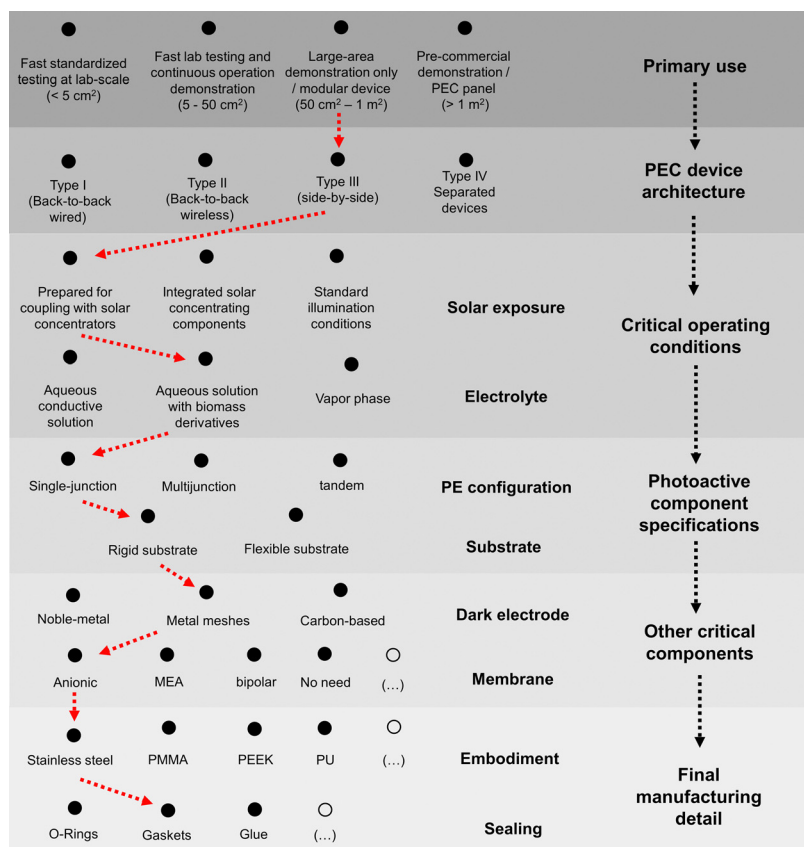 Fast standardized
testing at lab-scale
(< 5 cm²)
Fast lab testing and
continuous operation
demonstration
(5 - 50 cm²)
Large-area
demonstration only
/ modular device
(50 cm² – 1 m²)
Pre-commercial
demonstration /
PEC panel
(> 1 m²)
Primary use
Type I
(Back-to-back
wired)
Type II
(Back-to-back
wireless)
Type III
(side-by-side)
Type IV
Separated
devices
PEC device
architecture
Prepared for
coupling with solar
concentrators
Integrated solar
concentrating
components
Standard
illumination
conditions
Solar exposure
Critical operating
conditions
Aqueous
conductive
solution
Aqueous solution
with biomass
derivatives
Vapor phase
Electrolyte
Single-junction
Multijunction
tandem
PE configuration
Photoactive
component
specifications
Rigid substrate
Flexible substrate
Substrate
Noble-metal
Metal meshes
Carbon-based
Dark electrode
Other critical
components
Anionic
MEA
bipolar
No need
(…)
Membrane
Stainless steel
PMMA
PEEK
PU
(…)
Embodiment
Final
manufacturing
detail
O-Rings
Gaskets
Glue
(…)
Sealing